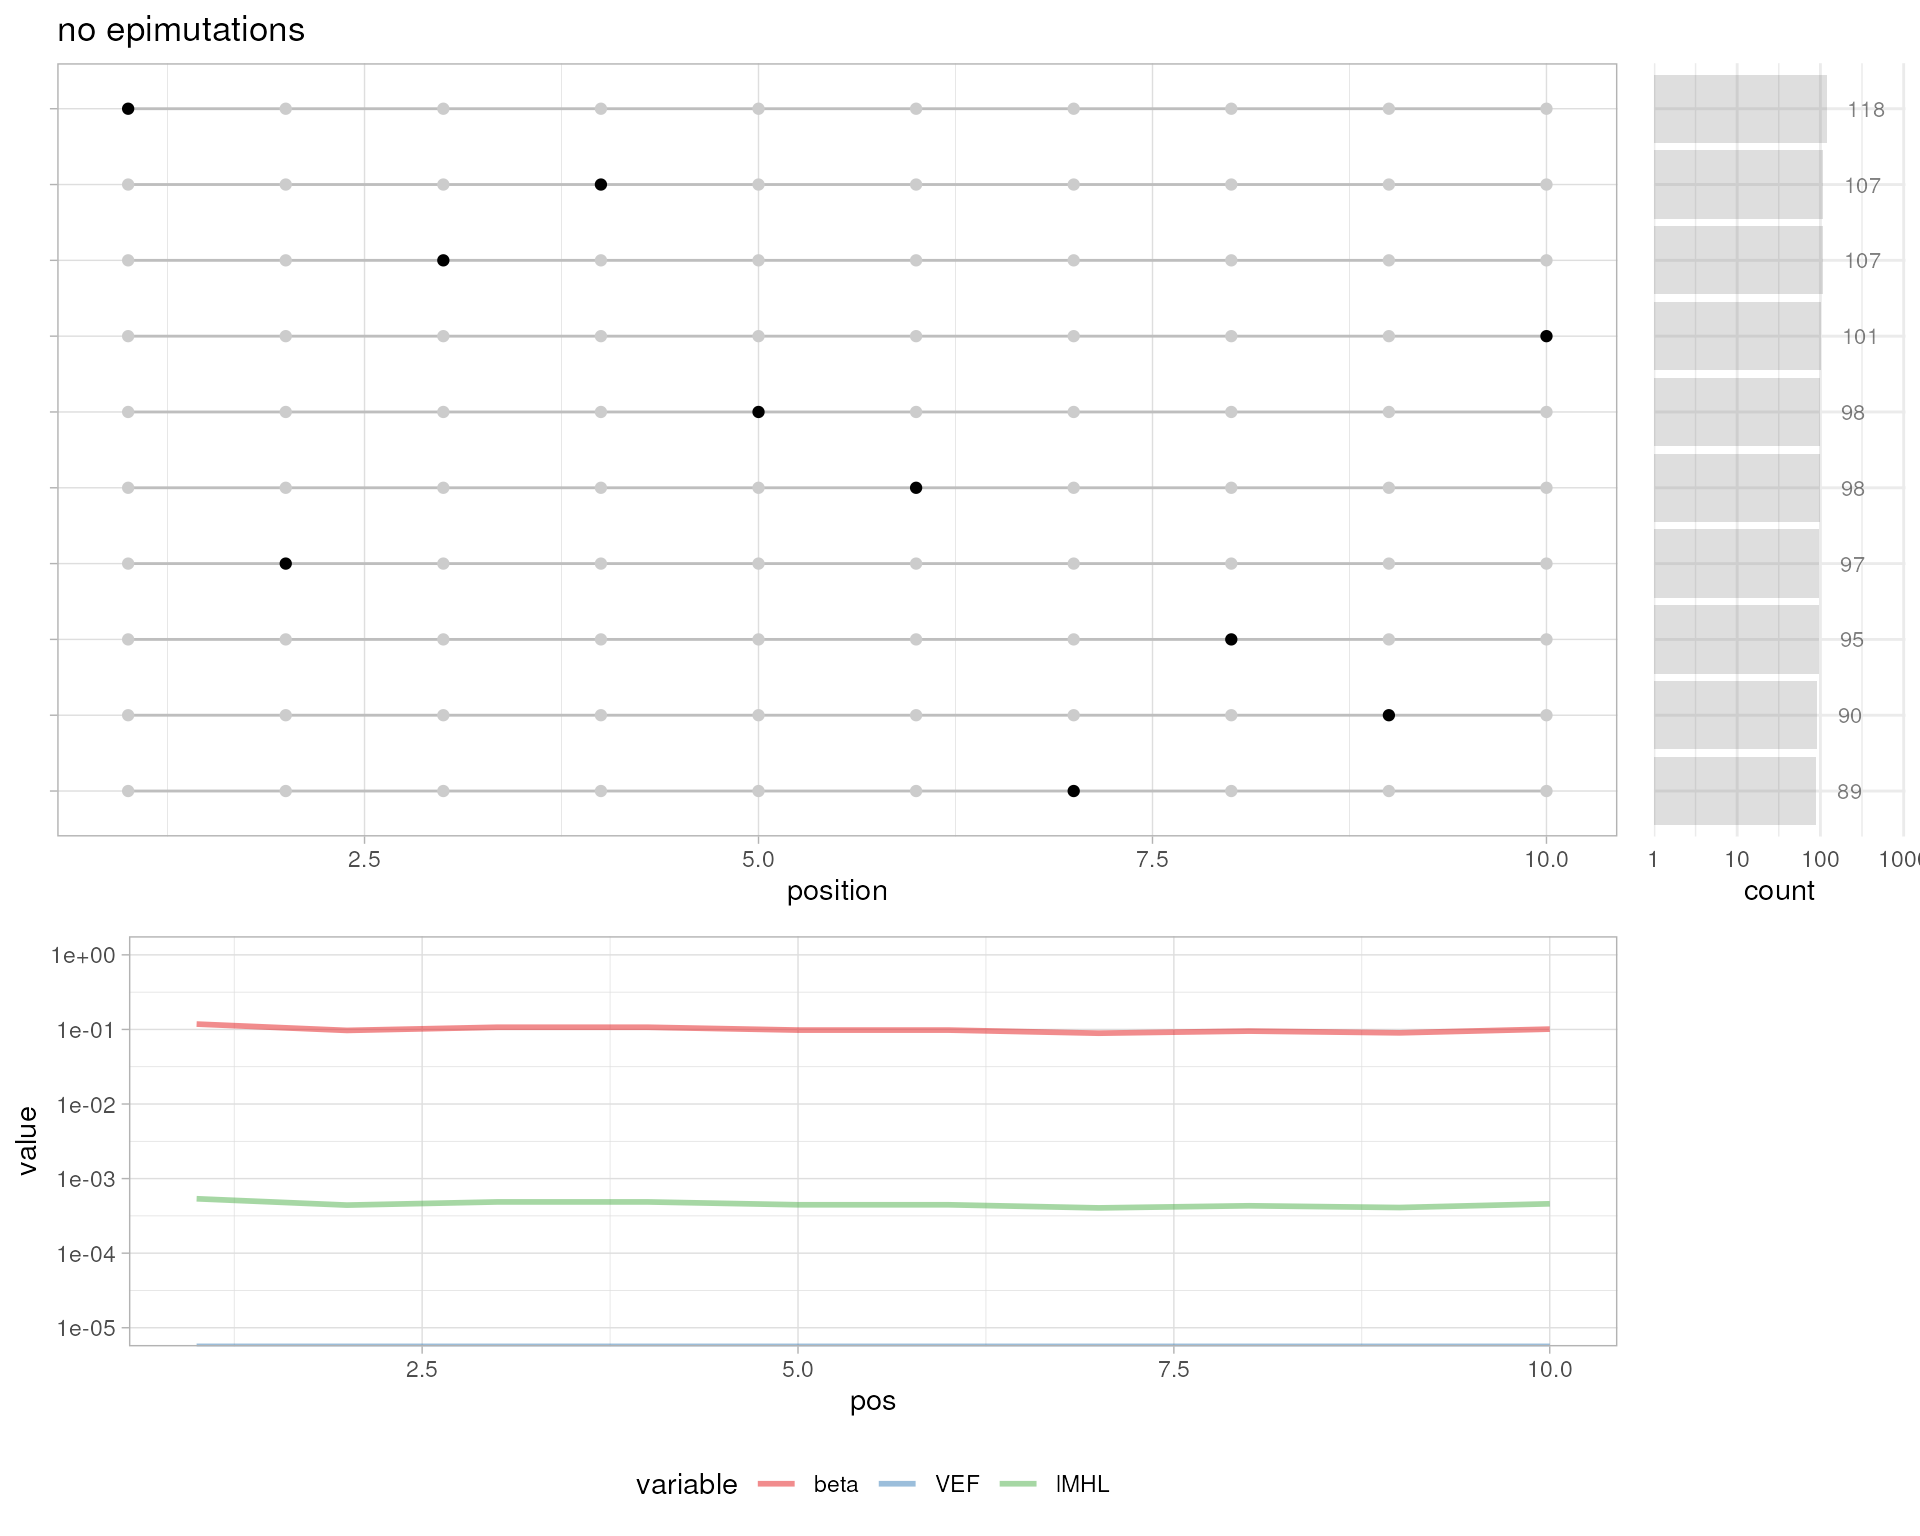 no epimutations
118
107
107
101
98
98
97
95
90
89
2.5 5.0 7.5 10.0
position
1 10 100 100
count
1e+00
1e-01
1e-02
1e-03
1e-04
1e-05
value
2.5 5.0 7.5 10.0
pos
variable beta VEF lMHL